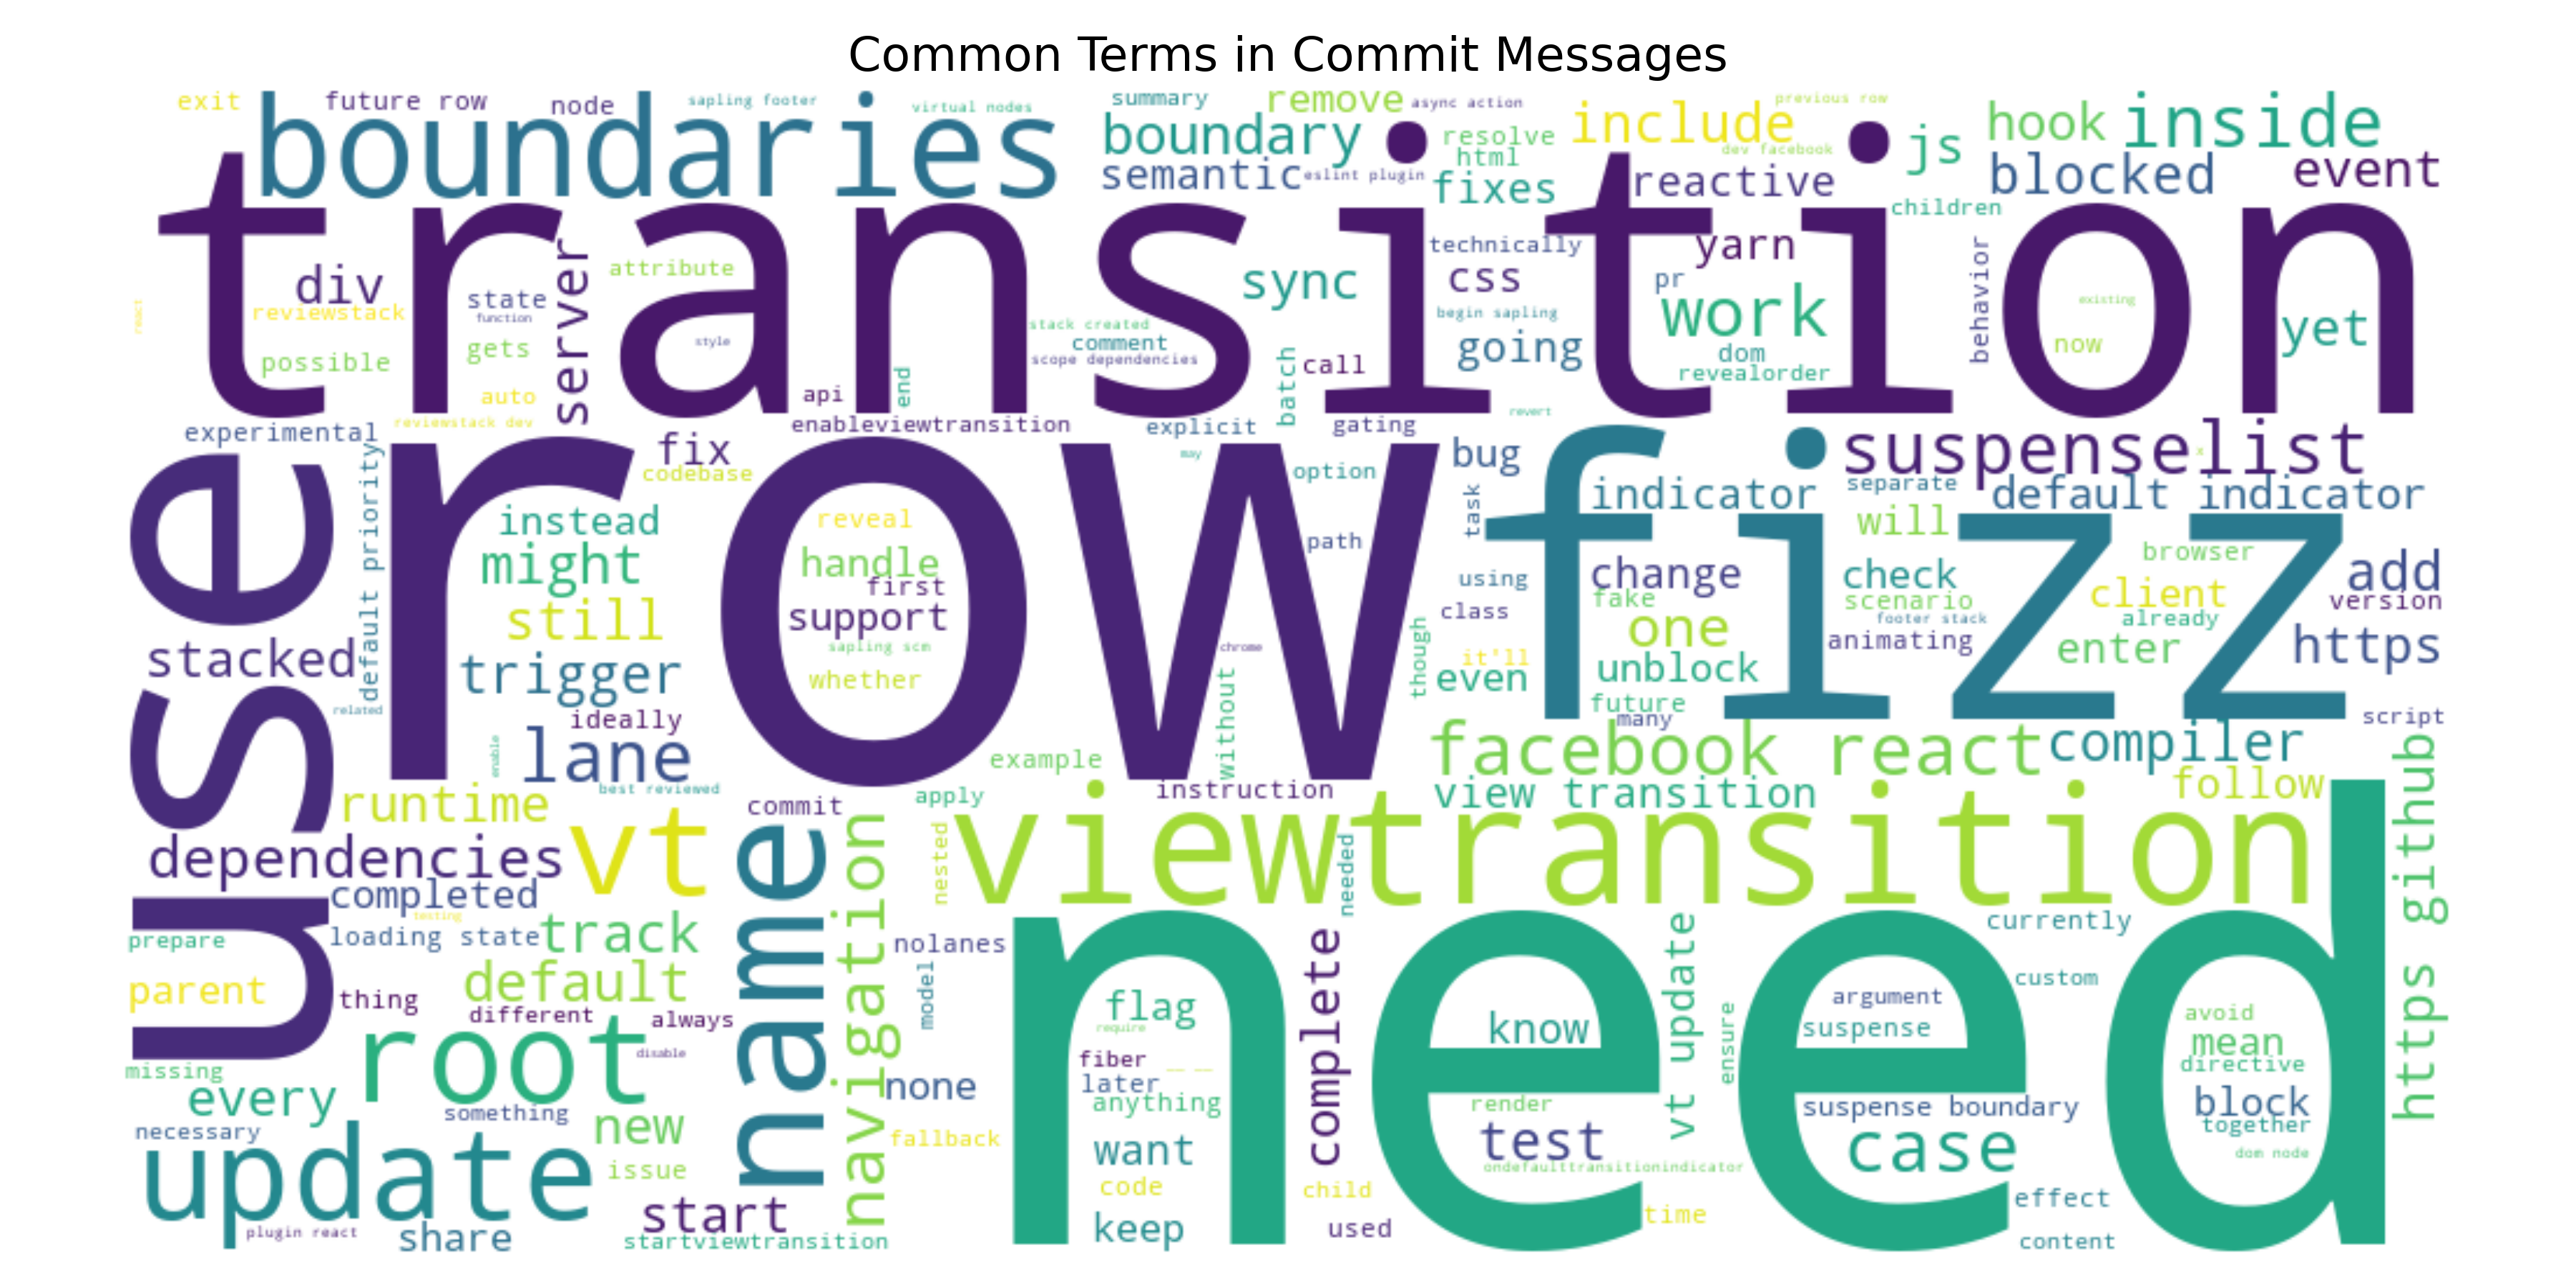 Common Terms in Commit Messages
exit
future row
node
sapling footer
virtual nodes
summary
remove
async action
previous row
boundaries
boundary
include
js
hook
inside
resolve
html
dev facebook
semantic
eslint plugin
fixes
reactive
blocked
event
children
transition
technically
yarn
div
server
attribute
sync
css
pr
work
behavior
existing
state
reviewstack
function
react
begin sapling
yet
stack created
comment
scope dependencies
style
possible
gets
going
dom
now
batch
call
revealorder
end
api
auto
reviewstack dev
enableviewtransition
explicit
gating
revert
experimental
fix
codebase
may
option
bug
suspenselist
x
default priority
use
row
task
indicator
separate
default indicator
instead
reveal
will
path
might
handle
first
browser
using
change
check
client
add
fizz
fake
scenario
version
still
support
class
one
footer stack
already
stacked
sapling scm
chrome
though
it'll
animating
enter
https
trigger
whether
without
even
unblock
related
ideally
future
many
script
lane
enable
example
facebook react
compiler
best reviewed
instruction
view transition
follow
runtime
commit
apply
https github
vt
name
navigation
nested
viewtransition
needed
dependencies
completed
testing
prepare
loading state
track
nolanes
complete
vt update
currently
need
parent
thing
default
model
custom
different
always
flag
require
know
ensure
argument
suspense
avoid
mean
root
disable
fiber
directive
missing
every
none
later
anything
render
suspense boundary
block
something
new
necessary
fallback
want
test
case
together
update
issue
ondefaulttransitionindicator
dom node
code
child
start
keep
used
time
effect
plugin react
share
startviewtransition
content